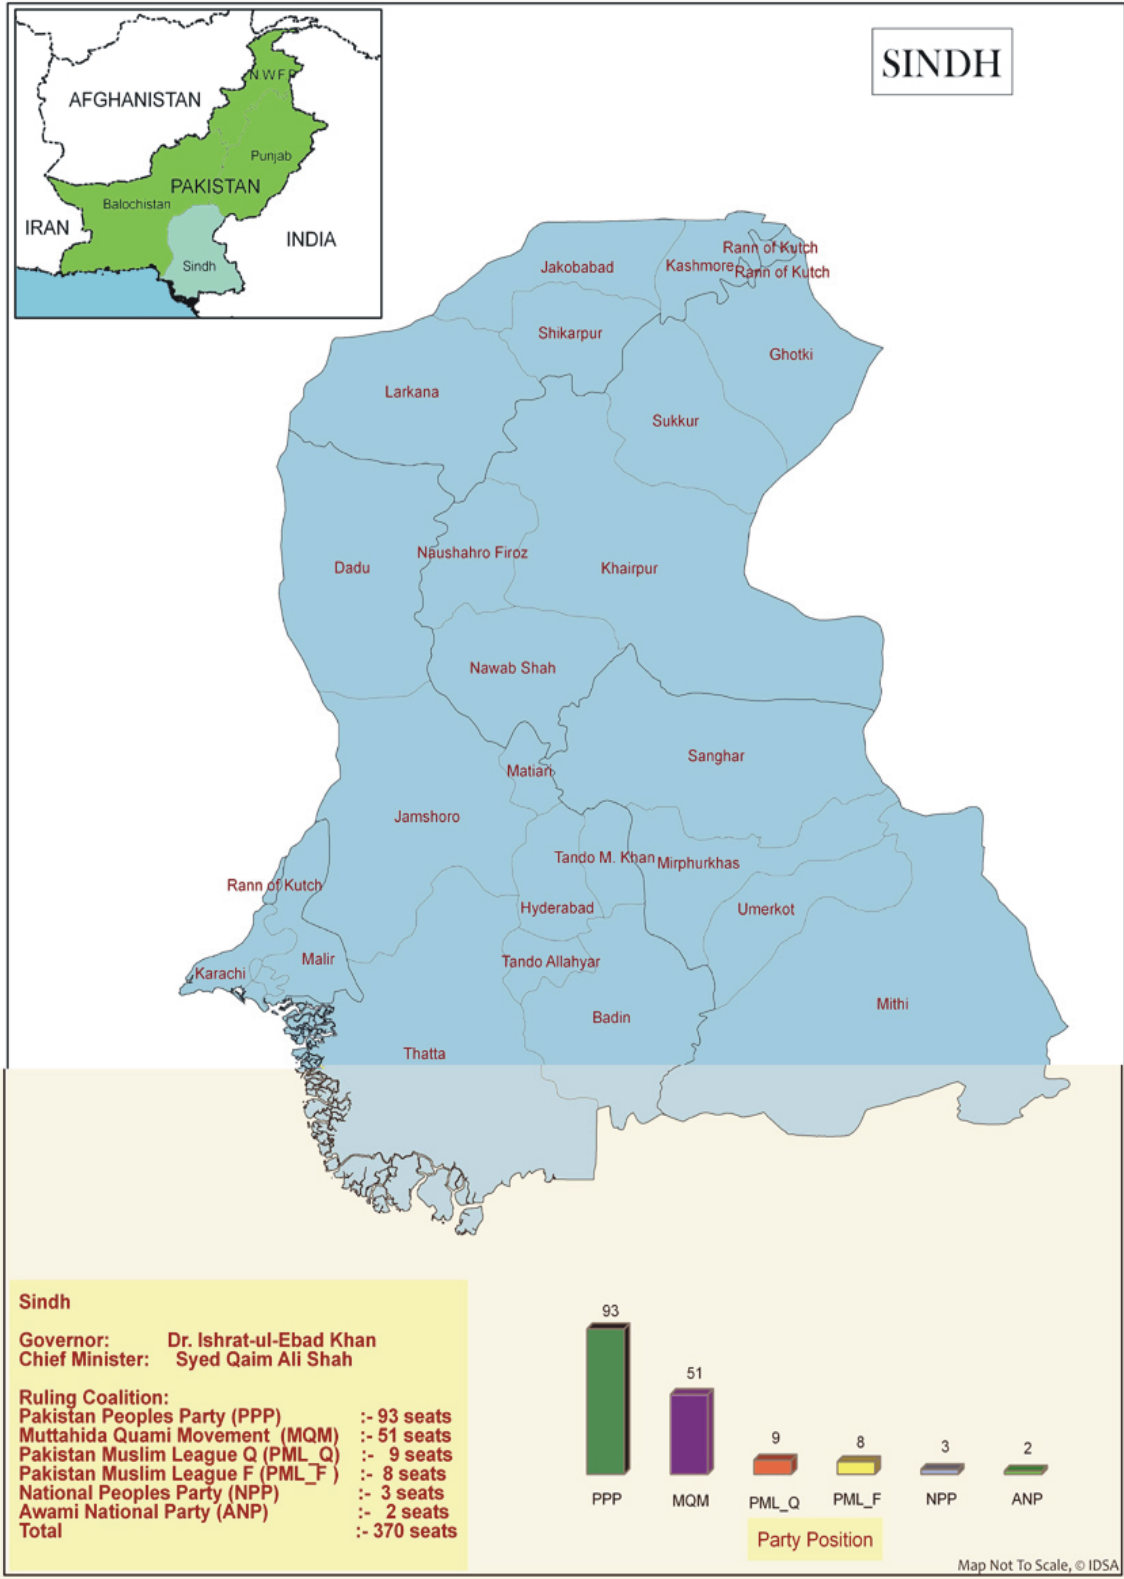 SINDH
AFGHANISTAN
N W F P
Punjab
PAKISTAN
Balochistan
IRAN
INDIA
Sindh
Rann of Kutch
Jakobabad
Kashmore
Rann of Kutch
Shikarpur
Ghotki
Larkana
Sukkur
Naushahro Firoz
Dadu
Khairpur
Nawab Shah
Sanghar
Matiari
Jamshoro
Tando M. Khan
Mirphurkhas
Rann of Kutch
Hyderabad
Umerkot
Malir
Tando Allahyar
Karachi
Mithi
Badin
Thatta
Sindh
Governor: Dr. Ishrat-ul-Ebad Khan
Chief Minister: Syed Qaim Ali Shah
Ruling Coalition:
Pakistan Peoples Party (PPP) :- 93 seats
Muttahida Quami Movement (MQM) :- 51 seats
Pakistan Muslim League Q (PML_Q) :- 9 seats
Pakistan Muslim League F (PML_F ) :- 8 seats
National Peoples Party (NPP) :- 3 seats
Awami National Party (ANP) :- 2 seats
Total :- 370 seats
93
51
9
8
3
2
PPP MQM PML_Q PML_F NPP ANP
Party Position
Map Not To Scale, © IDSA